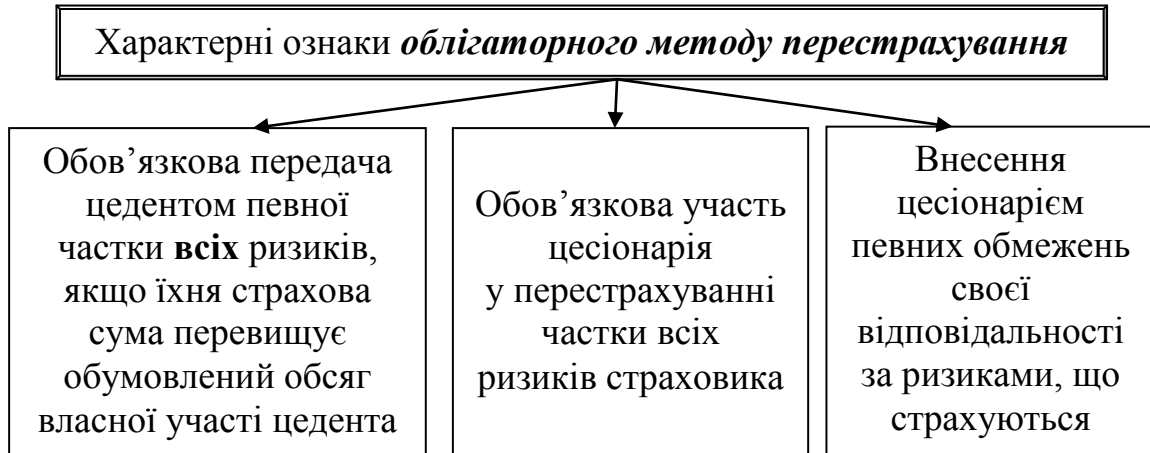 Характерні ознаки облігаторного методу перестрахування
Обов’язкова передача
цедентом певної
частки всіх ризиків,
якщо їхня страхова
сума перевищує
обумовлений обсяг
власної участі цедента
Обов’язкова участь
цесіонарія
у перестрахуванні
частки всіх
ризиків страховика
Внесення
цесіонарієм
певних обмежень
своєї
відповідальності
за ризиками, що
страхуються